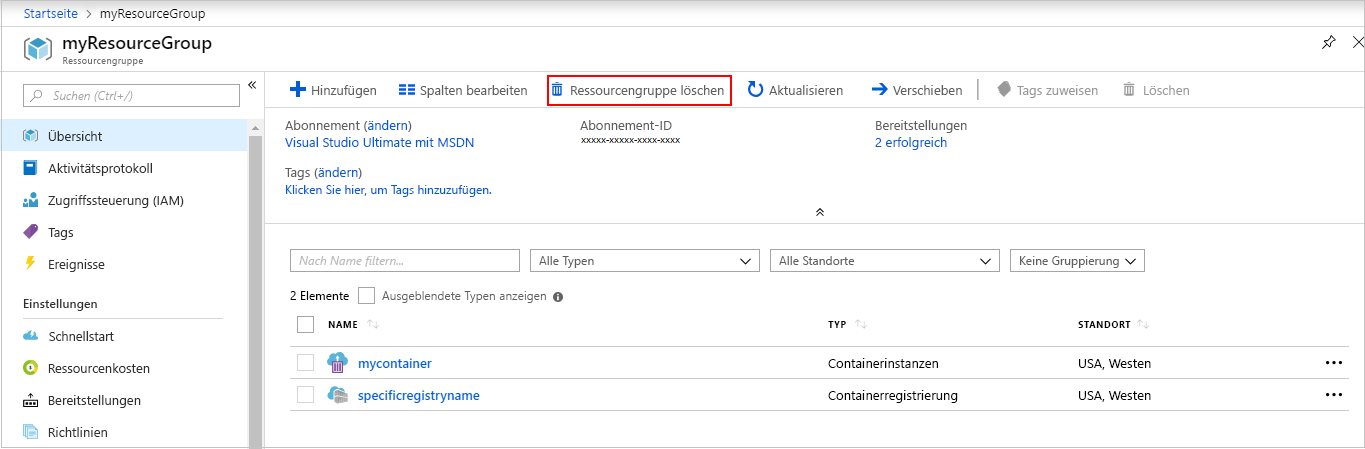 Startseite > myResourceGroup
myResourceGroup
Ressourcengruppe
Suchen (Ctrl+/)
Übersicht
Aktivitätsprotokoll
Zugriffssteuerung (IAM)
Tags
Ereignisse
Einstellungen
Schnellstart
Ressourcenkosten
Bereitstellungen
Richtlinien
Hinzufügen Spalten bearbeiten Ressourcengruppe löschen Aktualisieren Verschieben Tags zuweisen Löschen
Abonnement (ändern) Abonnement-ID Bereitstellungen
Visual Studio Ultimate mit MSDN xxxxx-xxxxx-xxxx-xxxx 2 erfolgreich
Tags (ändern)
Klicken Sie hier, um Tags hinzuzufügen.
Nach Name filtern... Alle Typen Alle Standorte Keine Gruppierung
2 Elemente Ausgeblendete Typen anzeigen
NAME TYP STANDORT
mycontainer Containerinstanzen USA, Westen
specificregistryname Containerregistrierung USA, Westen